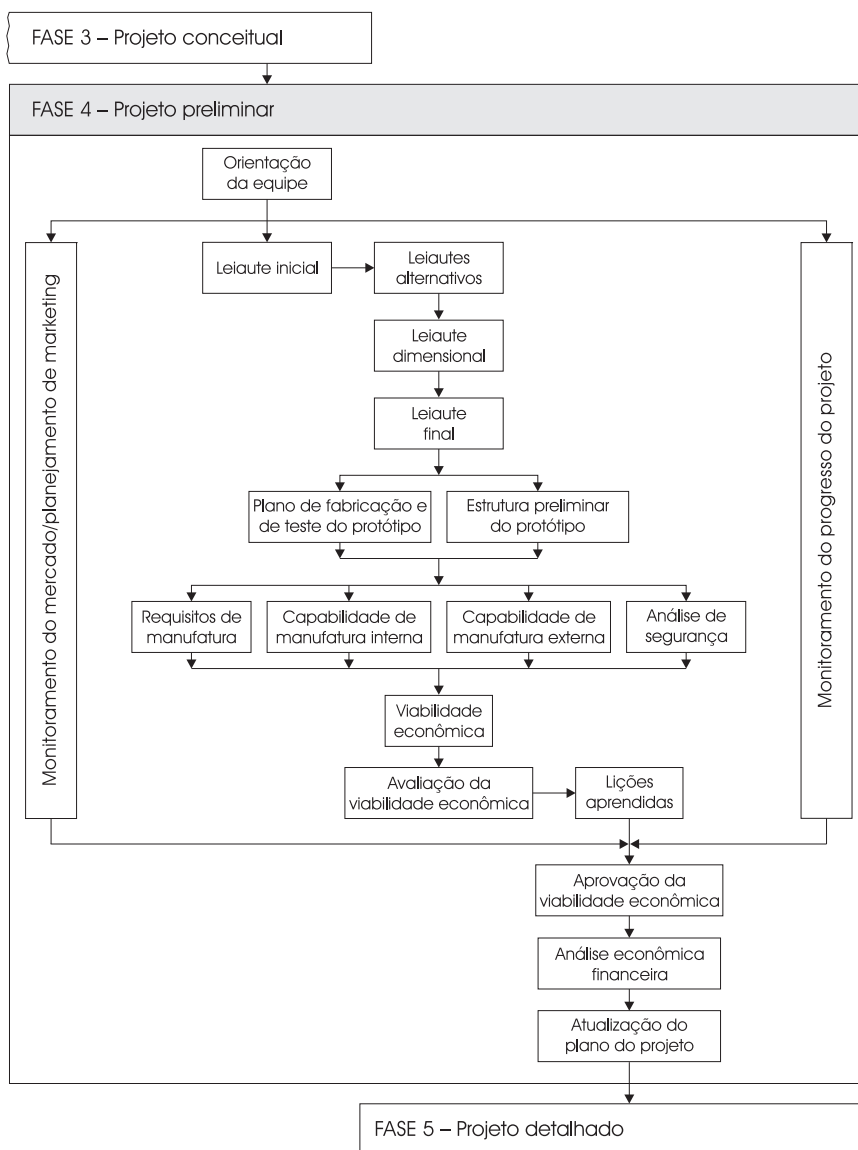 FASE 3 – Projeto conceitual
FASE 4 – Projeto preliminar
Orientação
da equipe
Monitoramento do mercado/planejamento de marketing
Leiaute inicial
Leiautes
alternativos
Leiaute
dimensional
Leiaute
final
Plano de fabricação e
de teste do protótipo
Estrutura preliminar
do protótipo
Requisitos de
manufatura
Capabilidade de
manufatura interna
Capabilidade de
manufatura externa
Análise de
segurança
Viabilidade
econômica
Avaliação da
viabilidade econômica
Lições
aprendidas
Monitoramento do progresso do projeto
Aprovação da
viabilidade econômica
Análise econômica
financeira
Atualização do
plano do projeto
FASE 5 – Projeto detalhado